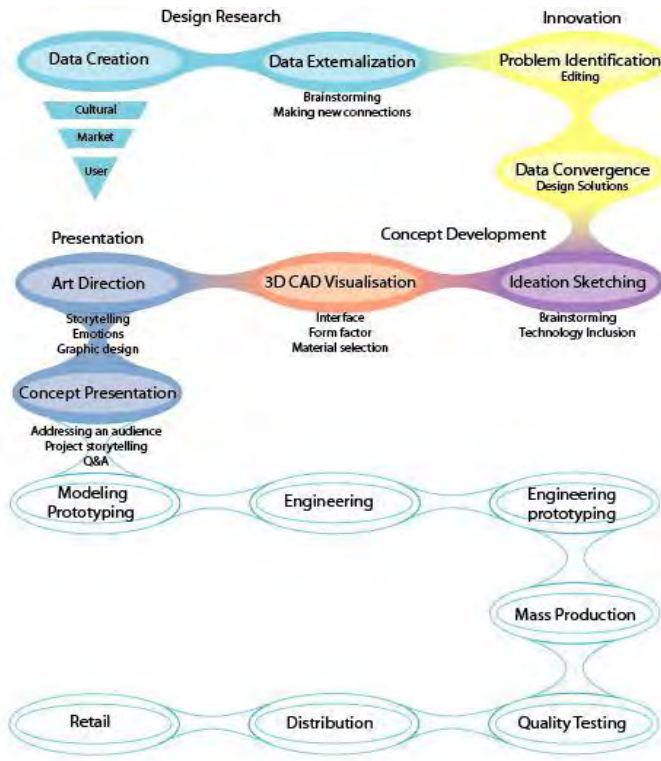 Design Research
Innovation
Data Creation
Data Externalization
Problem Identification
Editing
Brainstorming
Making new connections
Cultural
Market
User
Data Convergence
Design Solutions
Presentation
Concept Development
Art Direction
3D CAD Visualisation
Ideation Sketching
Storytelling
Emotions
Graphic design
Interface
Form factor
Material selection
Brainstorming
Technology Inclusion
Concept Presentation
Addressing an audience
Project storytelling
Q&A
Modeling
Prototyping
Engineering
Engineering
prototyping
Mass Production
Retail
Distribution
Quality Testing